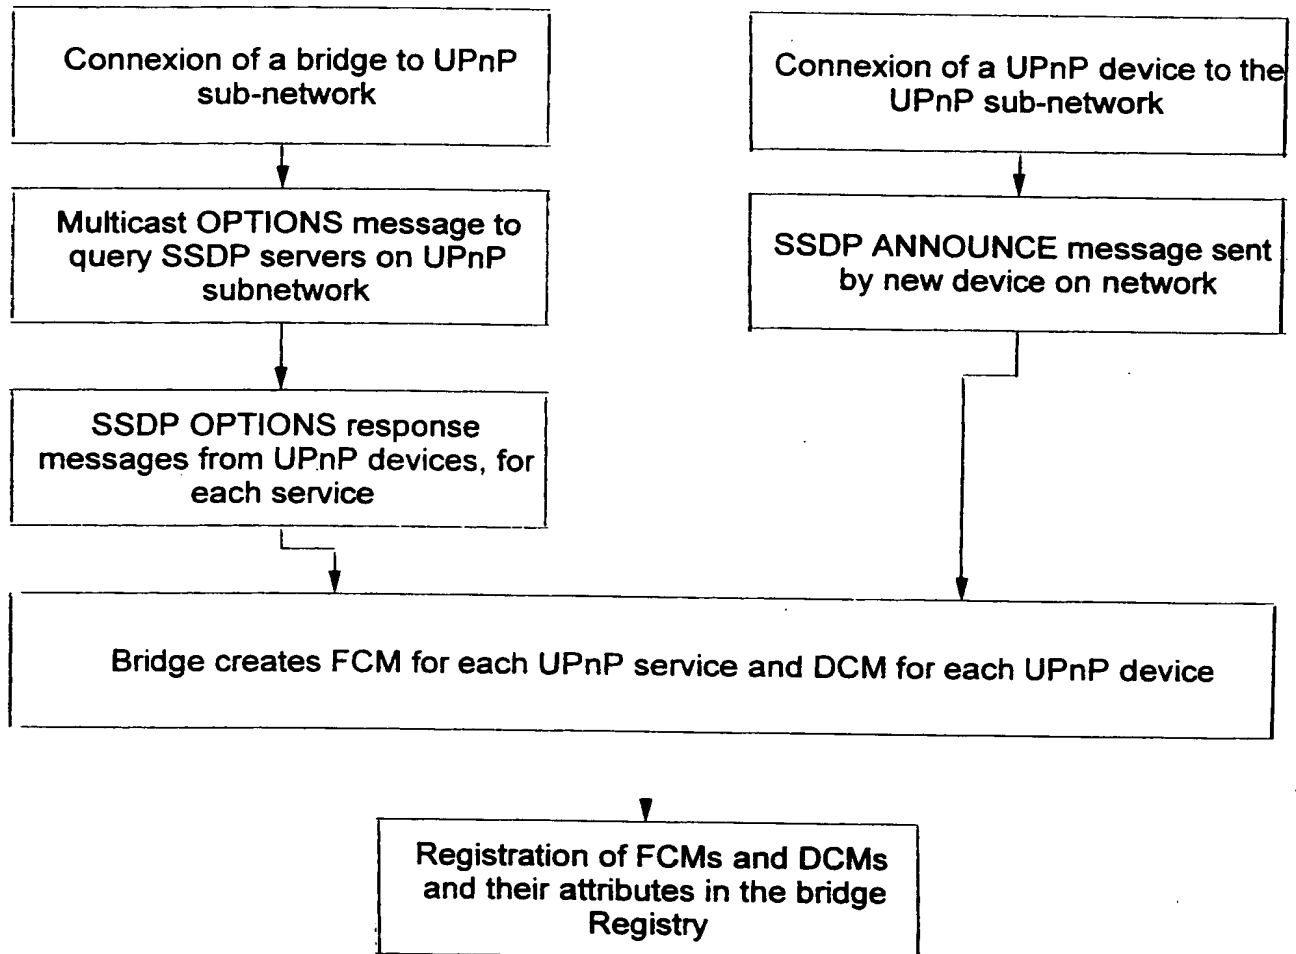 Connexion of a bridge to UPnP
sub-network
Multicast OPTIONS message to
query SSDP servers on UPnP
subnetwork
SSDP OPTIONS response
messages from UPnP devices, for
each service
Connexion of a UPnP device to the
UPnP sub-network
SSDP ANNOUNCE message sent
by new device on network
Bridge creates FCM for each UPnP service and DCM for each UPnP device
Registration of FCMs and DCMs
and their attributes in the bridge
Registry